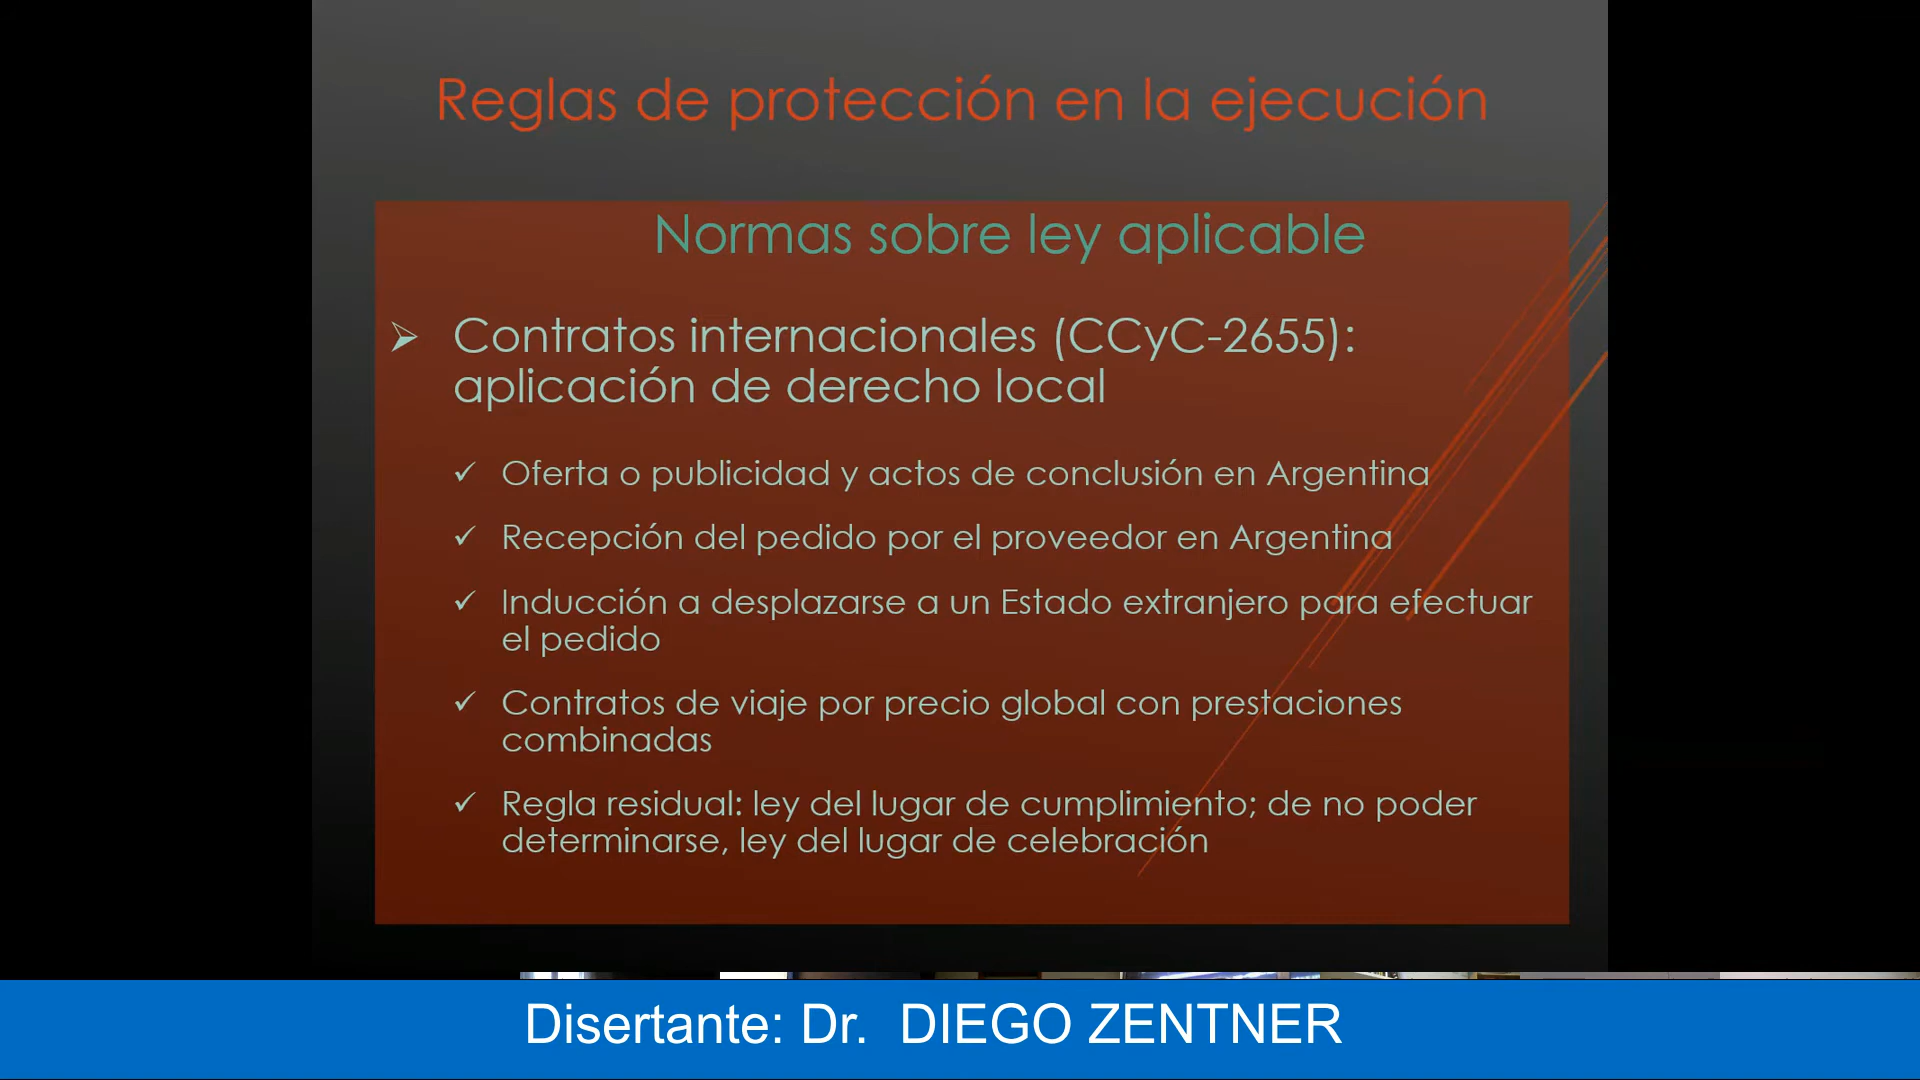 Reglas de protección en la ejecución
Normas sobre ley aplicable
Contratos internacionales (CCyC-2655):
aplicación de derecho local
Oferta o publicidad y actos de conclusión en Argentina
Recepción del pedido por el proveedor en Argentina
Inducción a desplazarse a un Estado extranjero para efectuar
el pedido
Contratos de viaje por precio global con prestaciones
combinadas
Regla residual: ley del lugar de cumplimiento; de no poder
determinarse, ley del lugar de celebración
Disertante: Dr. DIEGO ZENTNER